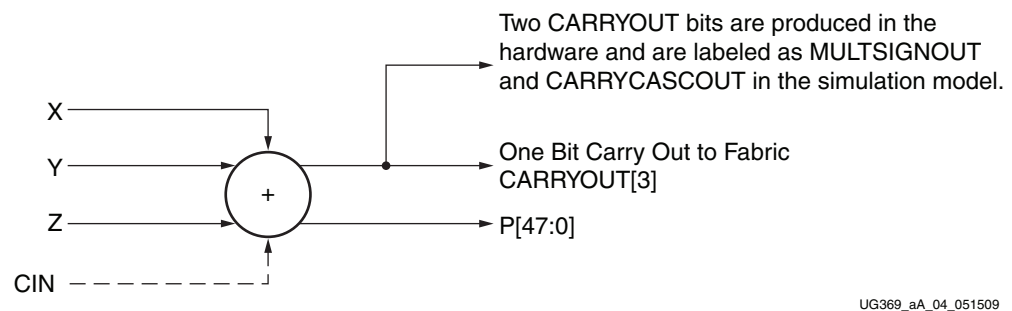 Two CARRYOUT bits are produced in the
hardware and are labeled as MULTSIGNOUT
and CARRYCASCOUT in the simulation model.
X
Y
One Bit Carry Out to Fabric
CARRYOUT[3]
+
Z
P[47:0]
CIN
UG369_aA_04_051509